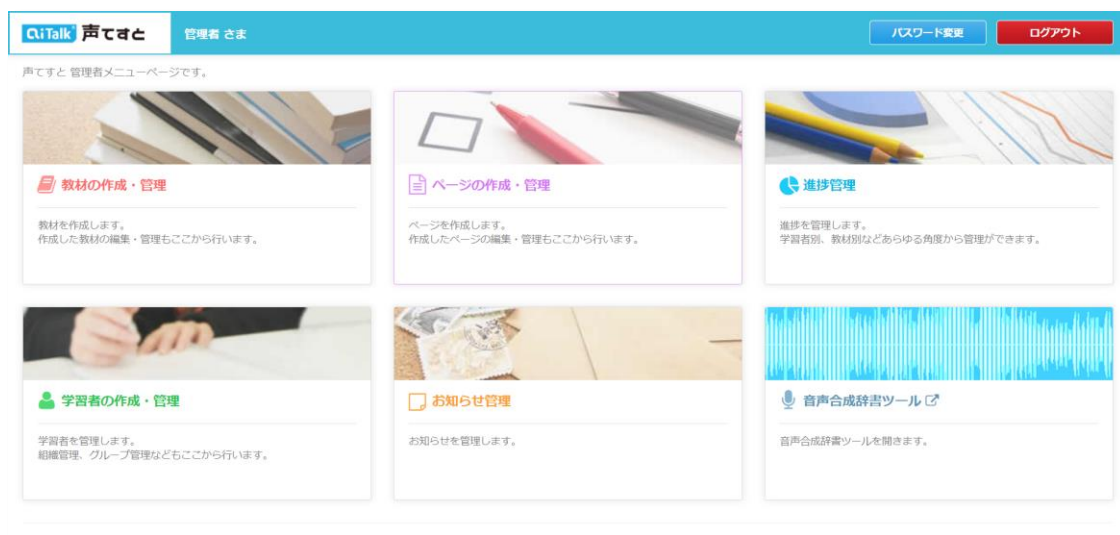 AiTalk 声てすと
管理者 さま
パスワード変更
ログアウト
声てすと 管理者メニューページです。
教材の作成・管理
教材を作成します。
作成した教材の編集・管理もここから行います。
ページの作成・管理
ページを作成します。
作成したページの編集・管理もここから行います。
進捗管理
進捗を管理します。
学習者別、教材別などあらゆる角度から管理ができます。
学習者の作成・管理
学習者を管理します。
組織管理、グループ管理などもここから行います。
お知らせ管理
お知らせを管理します。
音声合成辞書ツール
音声合成辞書ツールを開きます。